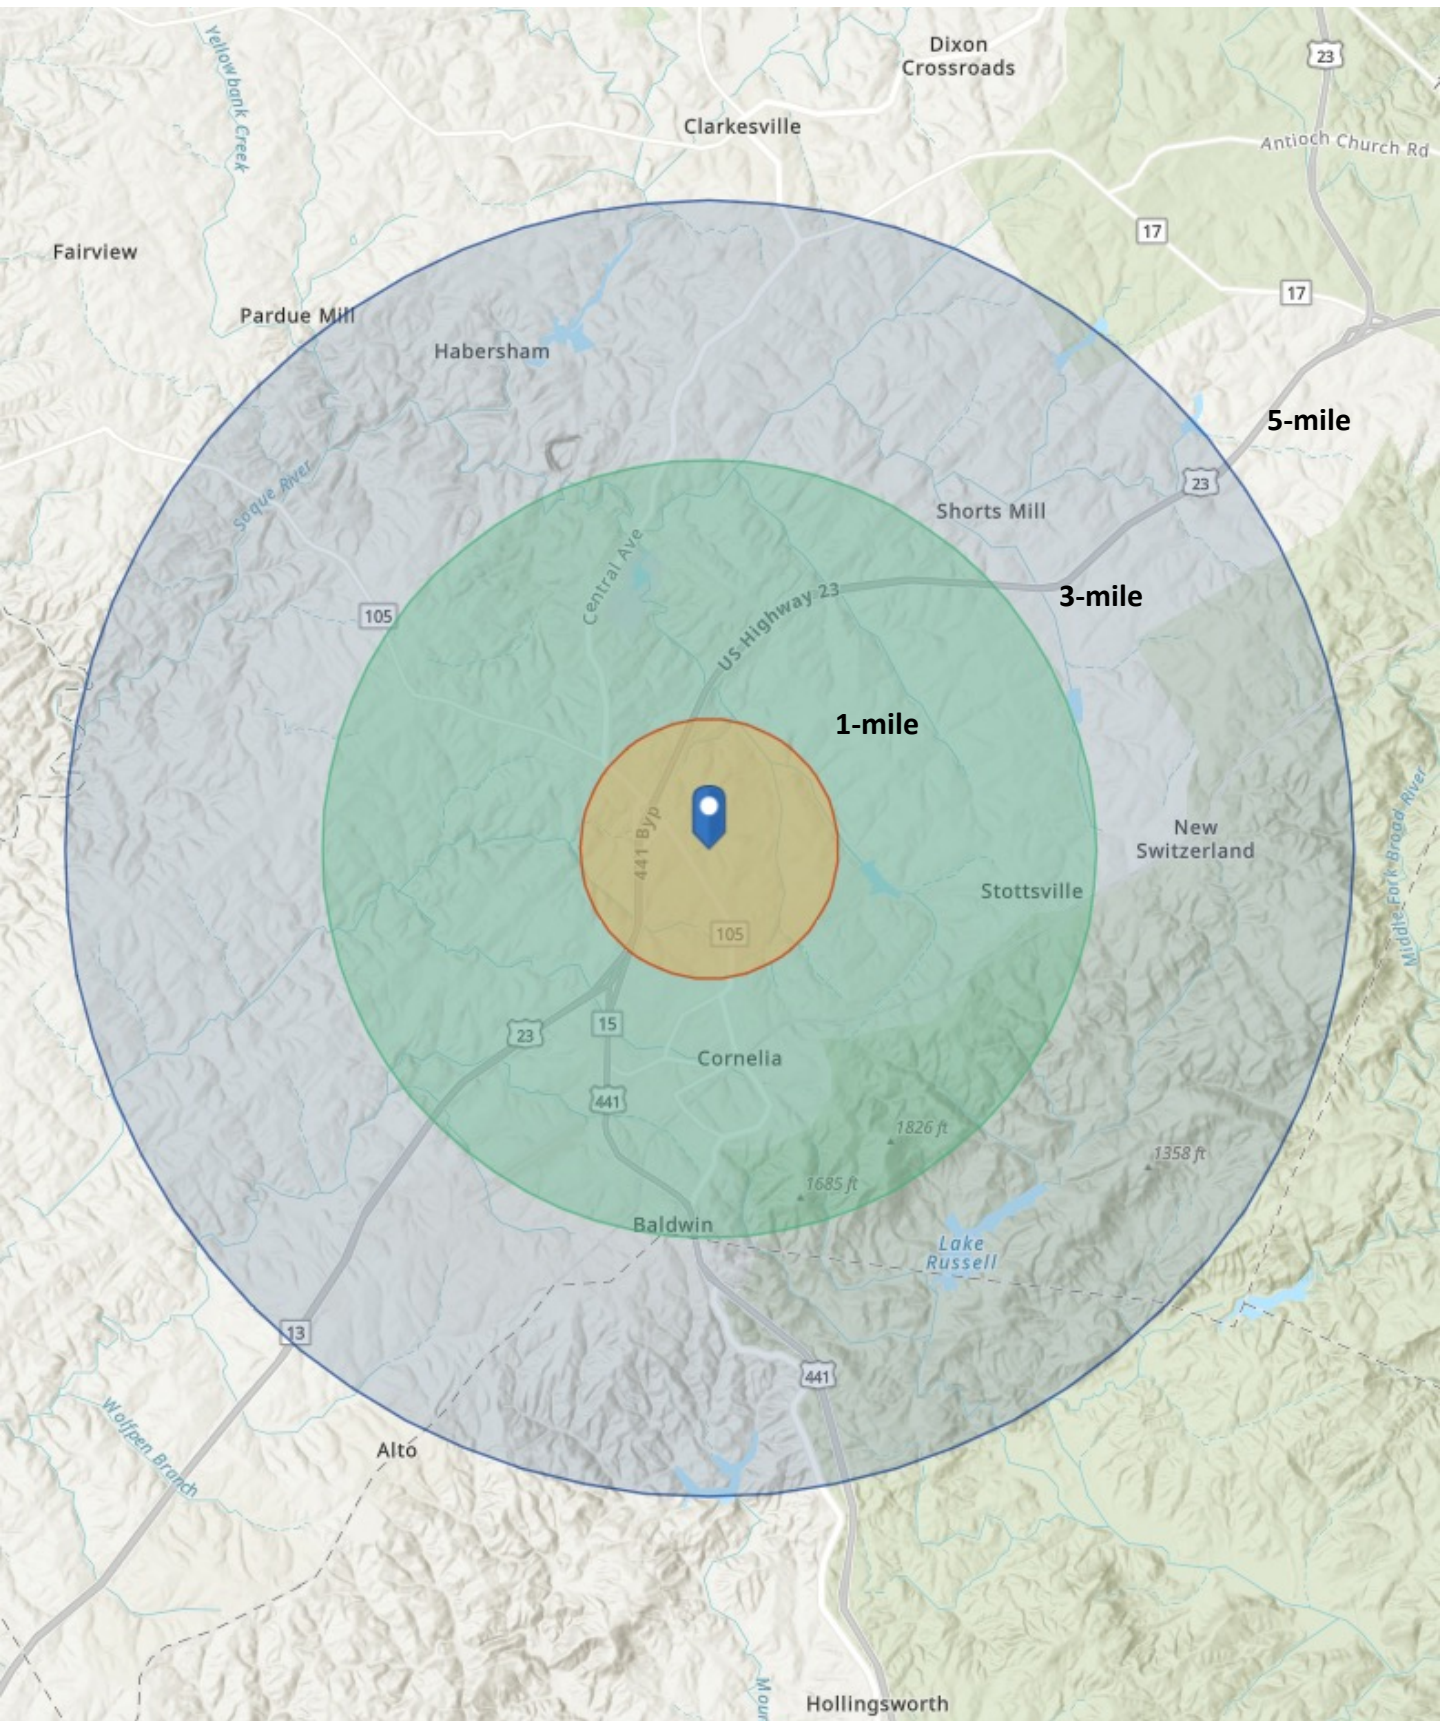 Yellowbank Creek
Dixon
Crossroads
23
Clarkesville
Antioch Church Rd
17
Fairview
17
Pardue Mill
Habersham
5-mile
23
Soque River
Shorts Mill
Central Ave
US Highway 23
3-mile
105
1-mile
441 Byp
New
Switzerland
Middle Fork Broad River
Stottsville
105
23
15
Cornelia
441
1826 ft
1358 ft
1685 ft
Baldwin
Lake
Russell
13
441
Wolfpen Branch
Alto
Hollingsworth